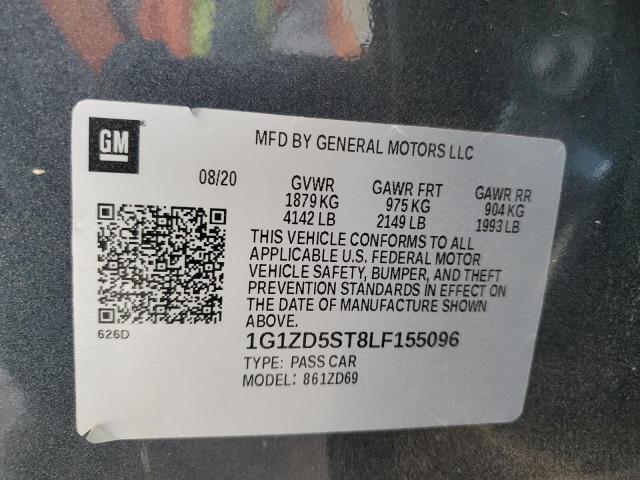 GM
MFD BY GENERAL MOTORS LLC
08/20 GVWR GAWR FRT GAWR RR
1879 KG 975 KG 904 KG
4142 LB 2149 LB 1993 LB
THIS VEHICLE CONFORMS TO ALL
APPLICABLE U.S. FEDERAL MOTOR
VEHICLE SAFETY, BUMPER, AND THEFT
PREVENTION STANDARDS IN EFFECT ON
THE DATE OF MANUFACTURE SHOWN
ABOVE.
626D
1G1ZD5ST8LF155096
TYPE: PASS CAR
MODEL: 861ZD69